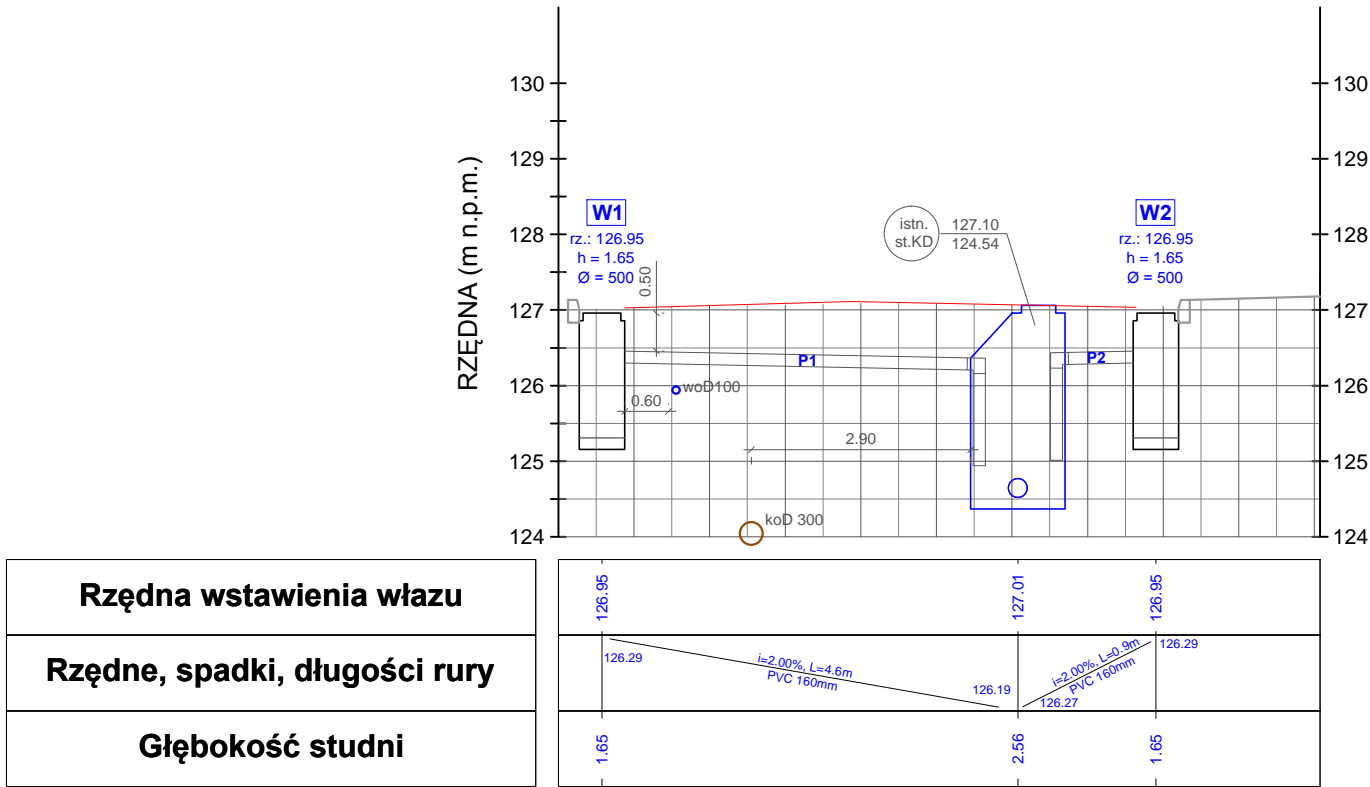 RZĘDNA (m n.p.m.)
130
129
128
127
126
125
124
130
129
128
127
126
125
124
W1
rz.: 126.95
h = 1.65
Ø = 500
0.50
istn.
st.KD
127.10
124.54
W2
rz.: 126.95
h = 1.65
Ø = 500
P1
P2
woD100
0.60
2.90
koD 300
Rzędna wstawienia włazu
126.95
127.01
126.95
Rzędne, spadki, długości rury
126.29
i=2.00%, L=4.6m
PVC 160mm
126.19
126.27
i=2.00%, L=0.9m
PVC 160mm
126.29
Głębokość studni
1.65
2.56
1.65